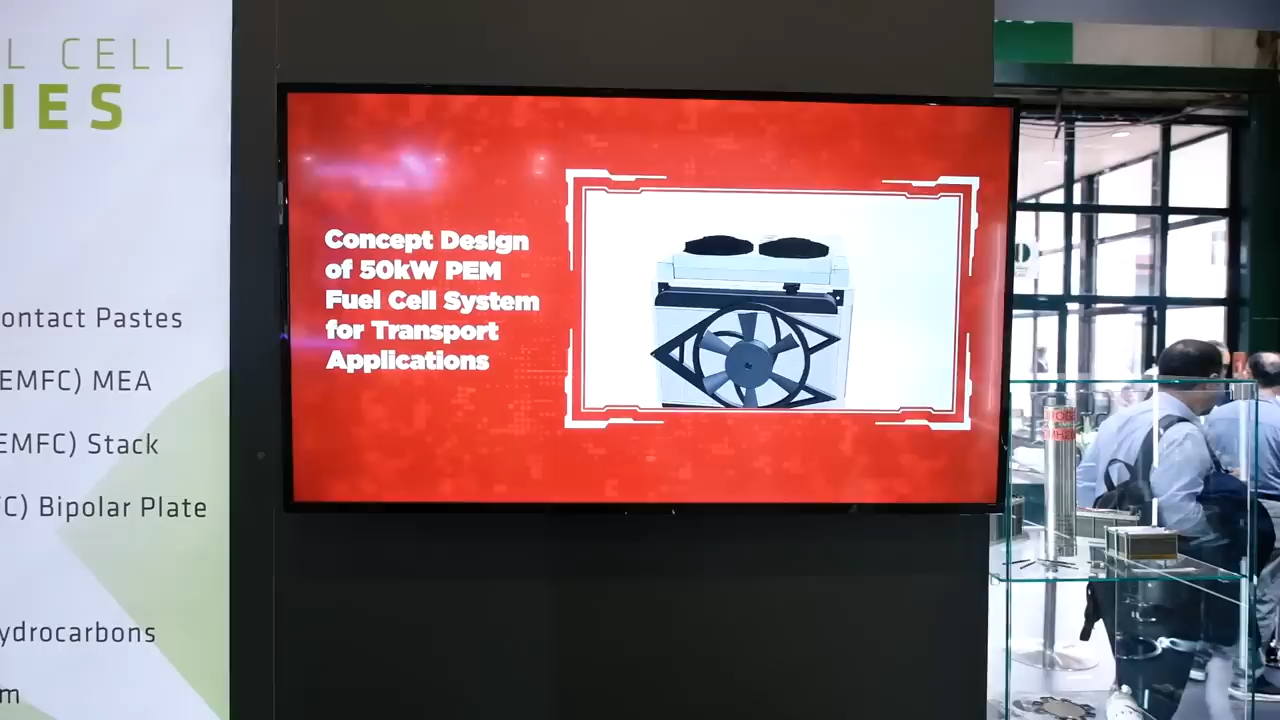 L CELL
IES
ontact Pastes
EMFC) MEA
EMFC) Stack
C) Bipolar Plate
ydrocarbons
m
Concept Design
of 50kW PEM
Fuel Cell System
for Transport
Applications